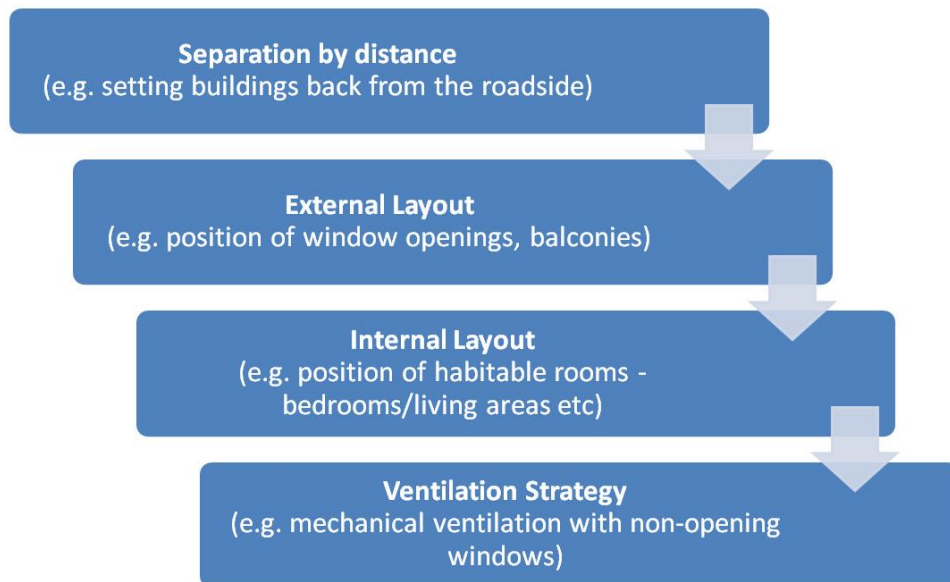 Separation by distance
(e.g. setting buildings back from the roadside)
External Layout
(e.g. position of window openings, balconies)
Internal Layout
(e.g. position of habitable rooms -
bedrooms/living areas etc)
Ventilation Strategy
(e.g. mechanical ventilation with non-opening
windows)